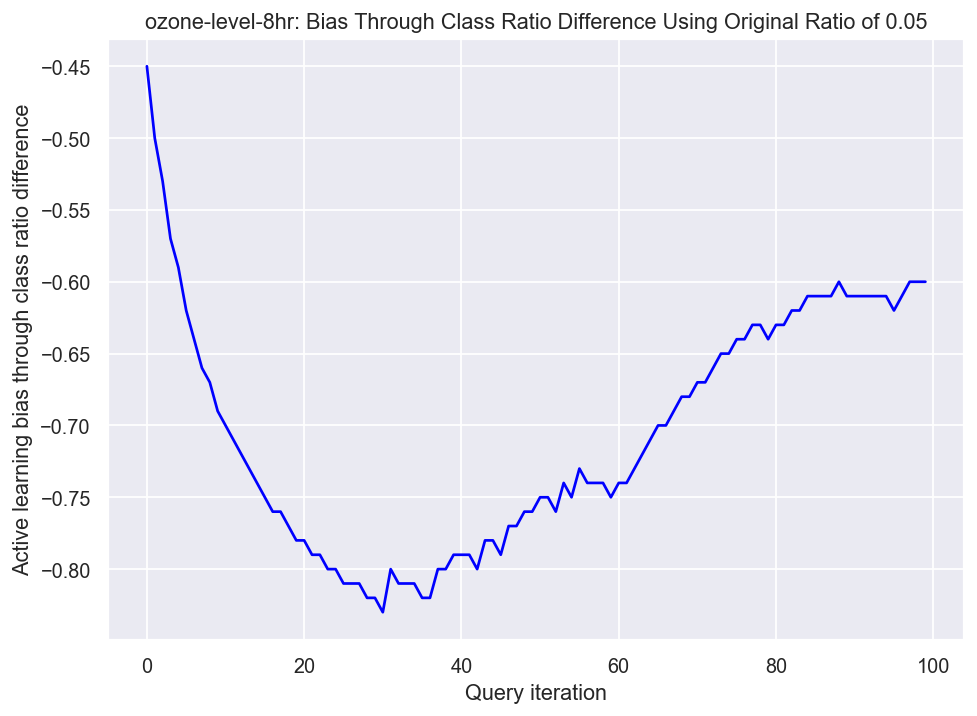 ozone-level-8hr: Bias Through Class Ratio Difference Using Original Ratio of 0.05
Active learning bias through class ratio difference
−0.45
−0.50
−0.55
−0.60
−0.65
−0.70
−0.75
−0.80
0 20 40 60 80 100
Query iteration